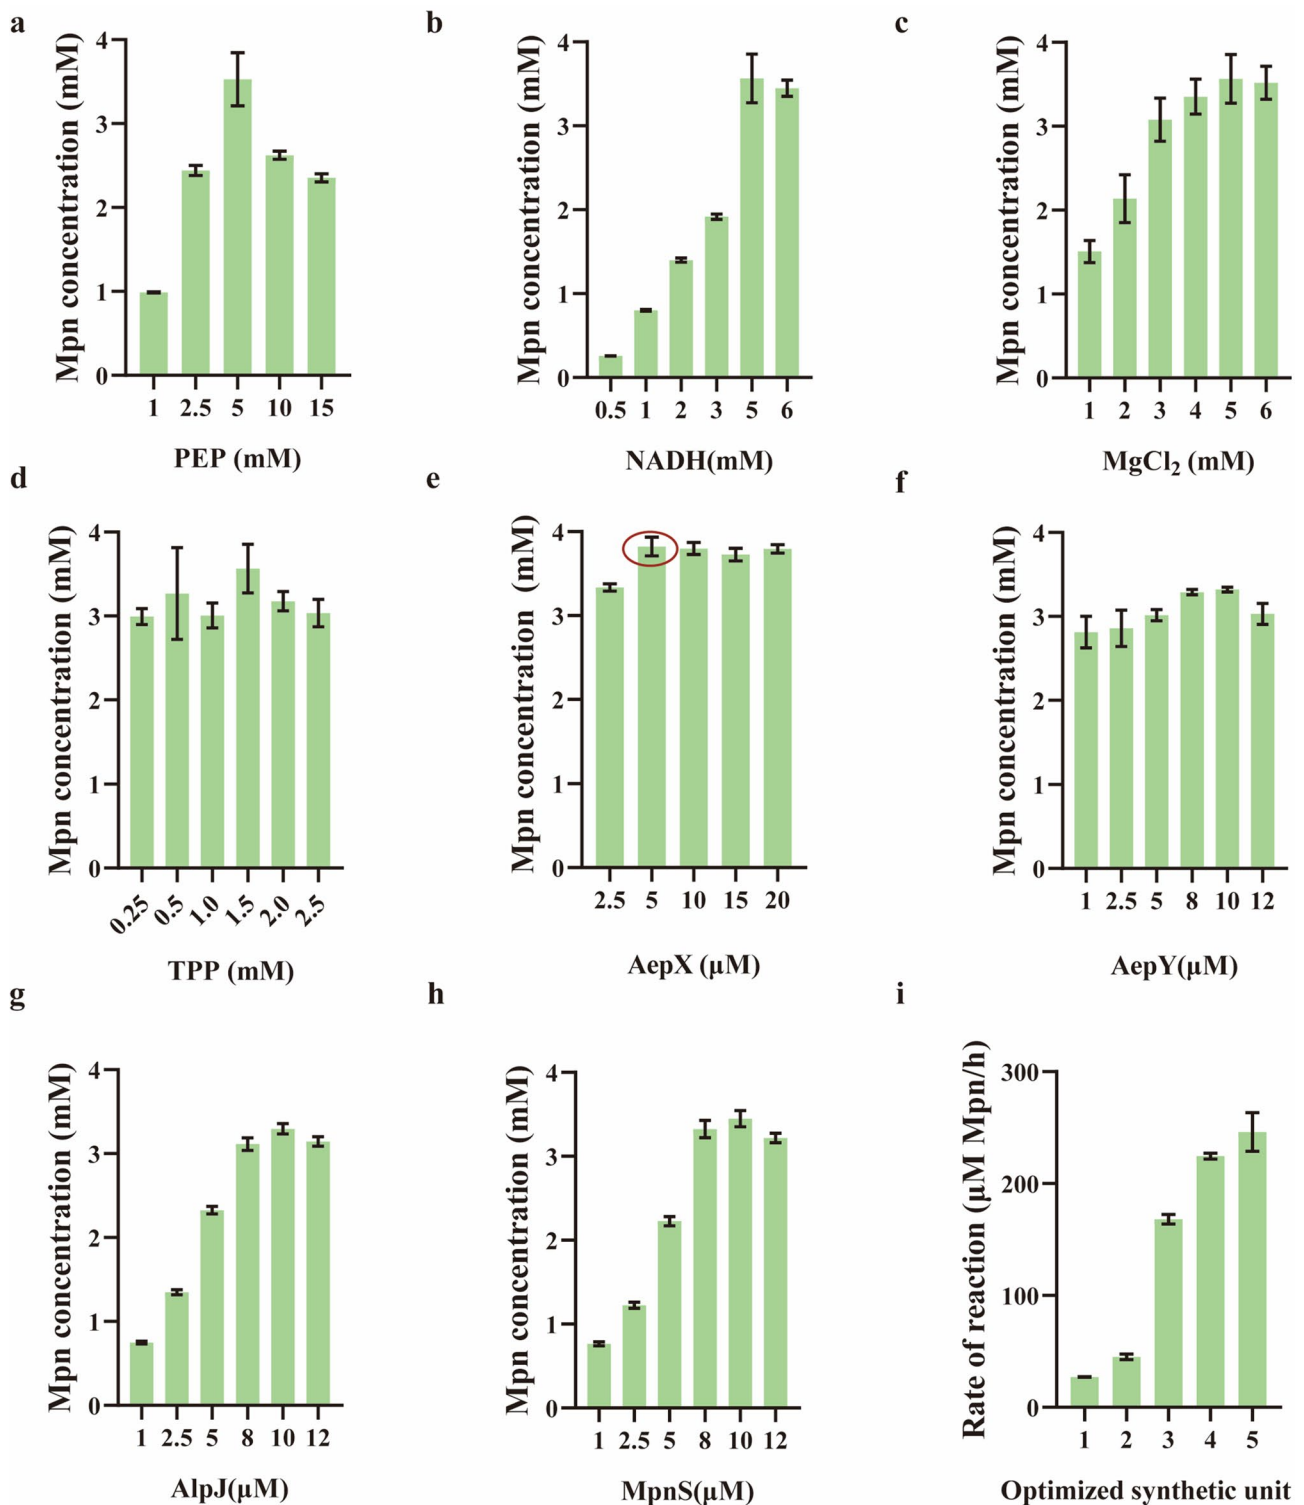 a
Mpn concentration (mM)
4
3
2
1
0
1 2.5 5 10 15
PEP (mM)
b
Mpn concentration (mM)
4
3
2
1
0
0.5 1 2 3 5 6
NADH(mM)
c
Mpn concentration (mM)
4
3
2
1
0
1 2 3 4 5 6
MgCl₂ (mM)
d
Mpn concentration (mM)
4
3
2
1
0
0.25 0.5 1.0 1.5 2.0 2.5
TPP (mM)
e
Mpn concentration (mM)
4
3
2
1
0
2.5 5 10 15 20
AepX (μM)
f
Mpn concentration (mM)
4
3
2
1
0
1 2.5 5 8 10 12
AepY(μM)
g
Mpn concentration (mM)
4
3
2
1
0
1 2.5 5 8 10 12
AlpJ(μM)
h
Mpn concentration (mM)
4
3
2
1
0
1 2.5 5 8 10 12
MpnS(μM)
i
Rate of reaction (μM Mpn/h)
300
200
100
0
1 2 3 4 5
Optimized synthetic unit